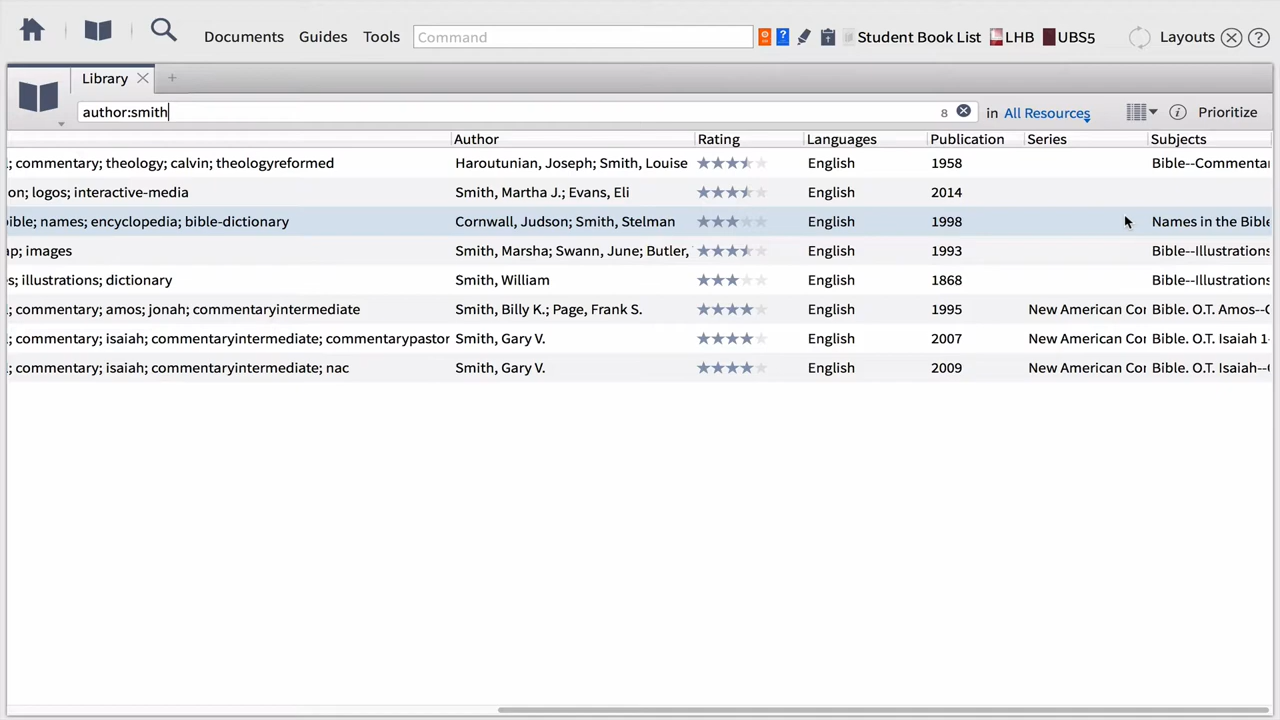 Documents Guides Tools Command Student Book List LHB UBS5 Layouts
Library
author:smith 8 in All Resources Prioritize
Author Rating Languages Publication Series Subjects
; commentary; theology; calvin; theologyreformed Haroutunian, Joseph; Smith, Louise English 1958 Bible--Commentar
on; logos; interactive-media Smith, Martha J.; Evans, Eli English 2014
bible; names; encyclopedia; bible-dictionary Cornwall, Judson; Smith, Stelman English 1998 Names in the Bible
ap; images Smith, Marsha; Swann, June; Butler, English 1993 Bible--Illustrations
s; illustrations; dictionary Smith, William English 1868 Bible--Illustrations
; commentary; amos; jonah; commentaryintermediate Smith, Billy K.; Page, Frank S. English 1995 New American Cor Bible. O.T. Amos--C
; commentary; isaiah; commentaryintermediate; commentarypastor Smith, Gary V. English 2007 New American Cor Bible. O.T. Isaiah 1-
; commentary; isaiah; commentaryintermediate; nac Smith, Gary V. English 2009 New American Cor Bible. O.T. Isaiah--